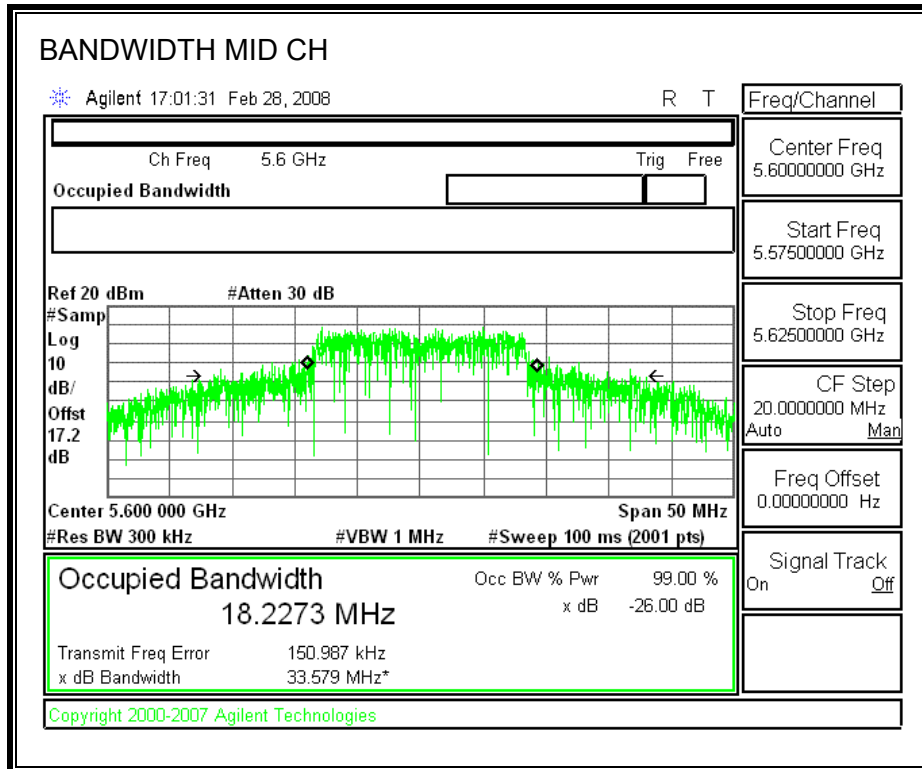 BANDWIDTH MID CH
Agilent 17:01:31 Feb 28, 2008 R T
Freq/Channel
Ch Freq 5.6 GHz Trig Free
Occupied Bandwidth
Center Freq
5.60000000 GHz
Start Freq
5.57500000 GHz
Stop Freq
5.62500000 GHz
CF Step
20.0000000 MHz
Auto Man
Freq Offset
0.00000000 Hz
Signal Track
On Off
Ref 20 dBm #Atten 30 dB
#Samp
Log
10
dB/
Offst
17.2
dB
Center 5.600 000 GHz Span 50 MHz
#Res BW 300 kHz #VBW 1 MHz #Sweep 100 ms (2001 pts)
Occupied Bandwidth
18.2273 MHz
Occ BW % Pwr 99.00 %
x dB -26.00 dB
Transmit Freq Error 150.987 kHz
x dB Bandwidth 33.579 MHz*
Copyright 2000-2007 Agilent Technologies